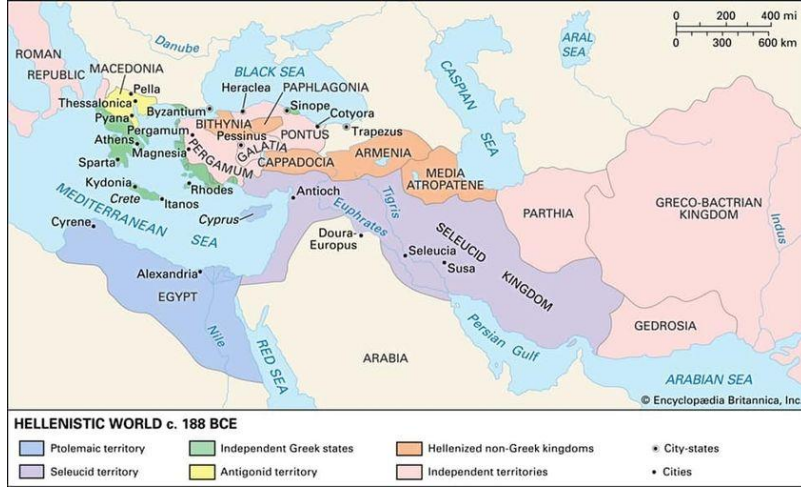 0 200 400 mi
0 300 600 km
ARAL
SEA
ROMAN
REPUBLIC
Danube
MACEDONIA
Pella
Thessalonica
Pyana
BLACK SEA
Heraclea
PAPHLAGONIA
Byzantium
Sinope
Cotyora
CASPIAN
SEA
BITHYNIA
Pergamum
Pessinus
PONTUS
Trapezus
Athens
GALATIA
Magnesia
PERGAMUM
CAPPADOCIA
ARMENIA
Sparta
MEDIA
ATROPATENE
Kydonia
Crete
Rhodes
Itanos
Antioch
Tigris
PARTHIA
GRECO-BACTRIAN
KINGDOM
MEDITERRANEAN
SEA
Cyprus
Euphrates
Cyrene
Doura-
Europus
Seleucia
Susa
SELEUCID
KINGDOM
Indus
Alexandria
EGYPT
Nile
RED SEA
ARABIA
Persian Gulf
GEDROSIA
ARABIAN SEA
© Encyclopædia Britannica, Inc.
HELLENISTIC WORLD c. 188 BCE
Ptolemaic territory
Independent Greek states
Hellenized non-Greek kingdoms
City-states
Seleucid territory
Antigonid territory
Independent territories
Cities